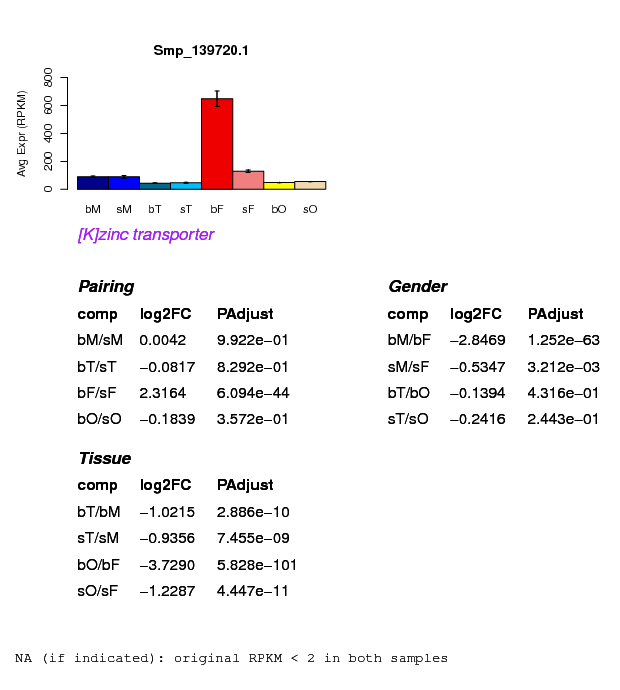 Smp_139720.1
Avg Expr (RPKM)
0 200 400 600 800
bM sM bT sT bF sF bO sO
[K]zinc transporter
Pairing
comp log2FC PAdjust
bM/sM 0.0042 9.922e−01
bT/sT −0.0817 8.292e−01
bF/sF 2.3164 6.094e−44
bO/sO −0.1839 3.572e−01
Gender
comp log2FC PAdjust
bM/bF −2.8469 1.252e−63
sM/sF −0.5347 3.212e−03
bT/bO −0.1394 4.316e−01
sT/sO −0.2416 2.443e−01
Tissue
comp log2FC PAdjust
bT/bM −1.0215 2.886e−10
sT/sM −0.9356 7.455e−09
bO/bF −3.7290 5.828e−101
sO/sF −1.2287 4.447e−11
NA (if indicated): original RPKM < 2 in both samples